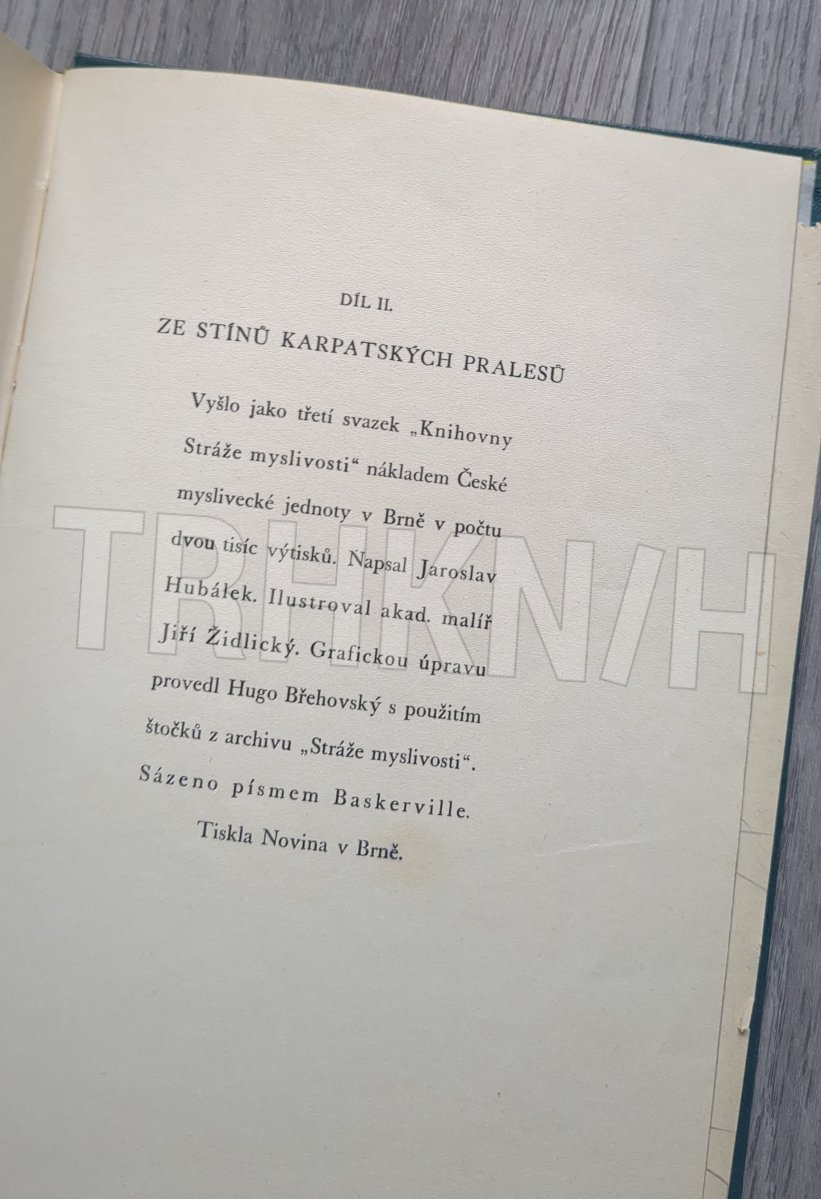 DÍL II.
ZE STÍNŮ KARPATSKÝCH PRALESŮ
Vyšlo jako třetí svazek „Knihovny
Stráže myslivosti“ nákladem České
myslivecké jednoty v Brně v počtu
dvou tisíc výtisků. Napsal Jaroslav
Hubálek. Ilustroval akad. malíř
Jiří Židlický. Grafickou úpravu
provedl Hugo Břehovský s použitím
štočků z archivu „Stráže myslivosti“.
Sázeno písmem Baskerville.
Tiskla Novina v Brně.
TRHKN/H